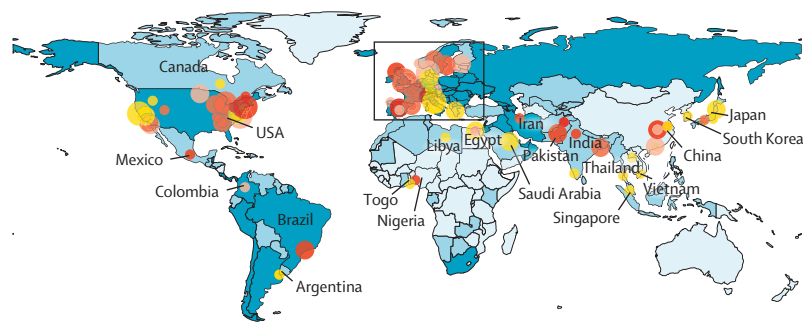 Canada
USA
Mexico
Colombia
Brazil
Argentina
Togo
Nigeria
Libya
Egypt
Saudi Arabia
Iran
Pakistan
India
Thailand
Singapore
Vietnam
China
South Korea
Japan